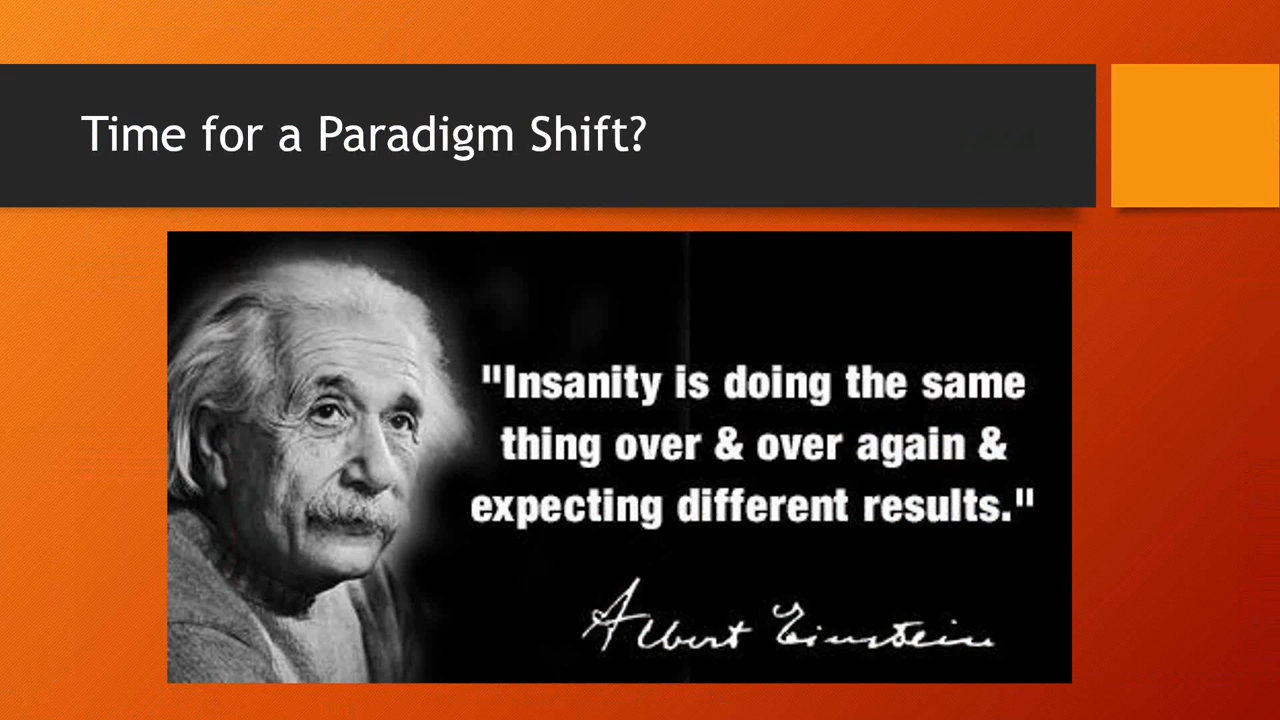 Time for a Paradigm Shift?
"Insanity is doing the same
thing over & over again &
expecting different results."
Albert Einstein